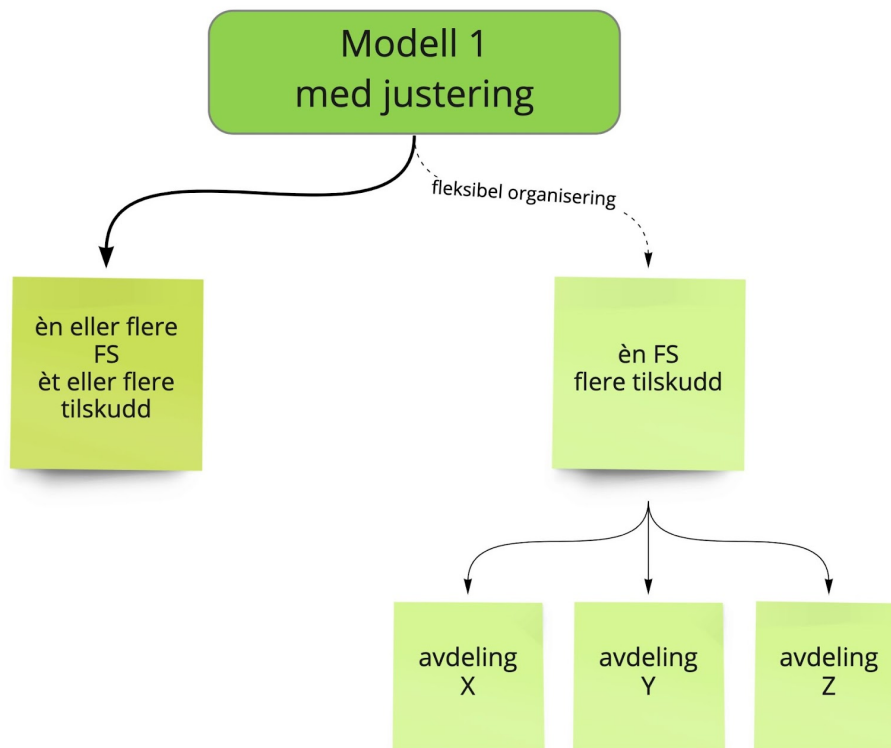 Modell 1
med justering
fleksibel organisering
èn eller flere
FS
èt eller flere
tilskudd
èn FS
flere tilskudd
avdeling
X
avdeling
Y
avdeling
Z